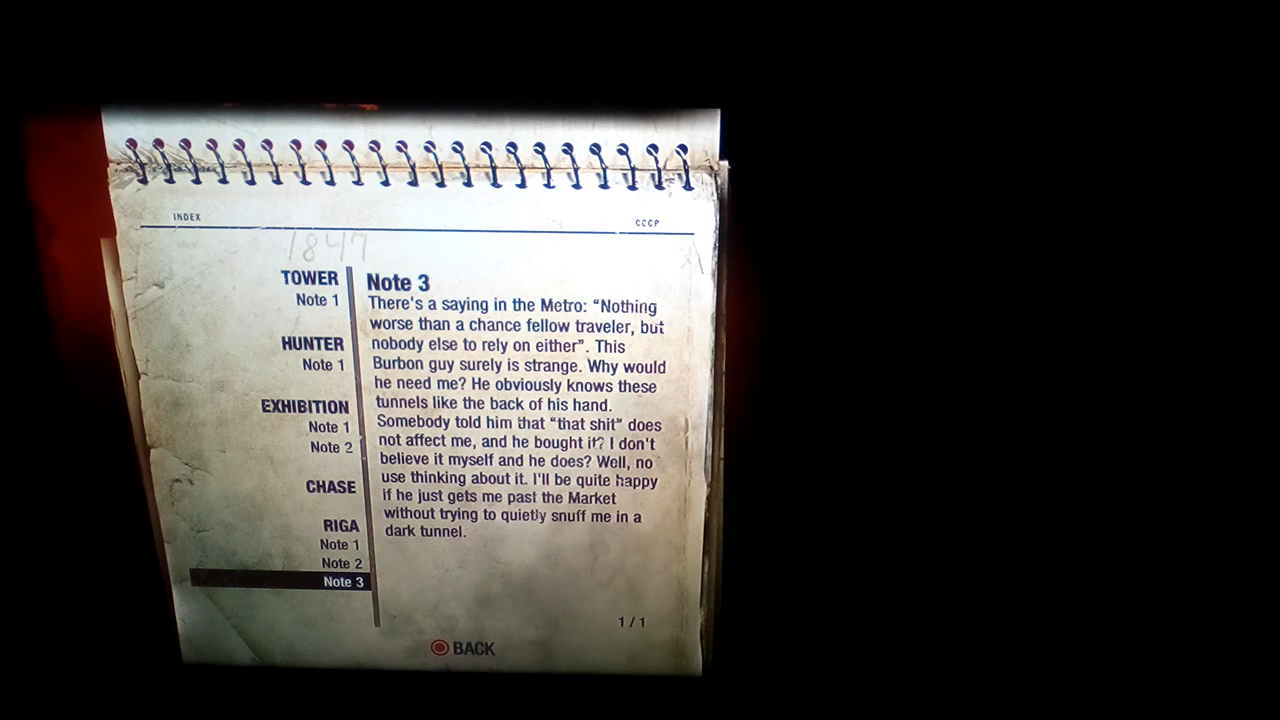 INDEX
CCCP
1847
TOWER
Note 1
HUNTER
Note 1
EXHIBITION
Note 1
Note 2
CHASE
RIGA
Note 1
Note 2
Note 3
Note 3
There's a saying in the Metro: “Nothing
worse than a chance fellow traveler, but
nobody else to rely on either”. This
Burbon guy surely is strange. Why would
he need me? He obviously knows these
tunnels like the back of his hand.
Somebody told him that “that shit” does
not affect me, and he bought it? I don't
believe it myself and he does? Well, no
use thinking about it. I'll be quite happy
if he just gets me past the Market
without trying to quietly snuff me in a
dark tunnel.
1/1
BACK